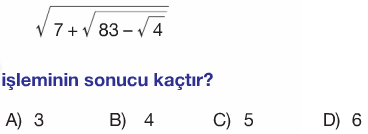 √(7 + √(83 − √4))
işleminin sonucu kaçtır?
A) 3 B) 4 C) 5 D) 6